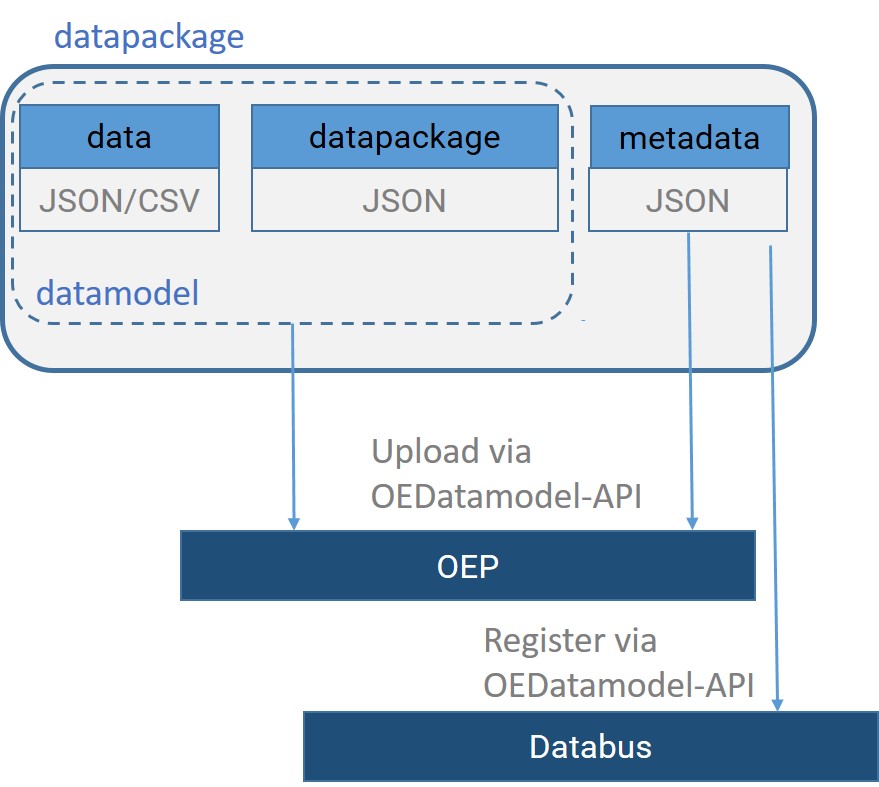 datapackage
data
datapackage
metadata
JSON/CSV
JSON
JSON
datamodel
Upload via
OEDatamodel-API
OEP
Register via
OEDatamodel-API
Databus